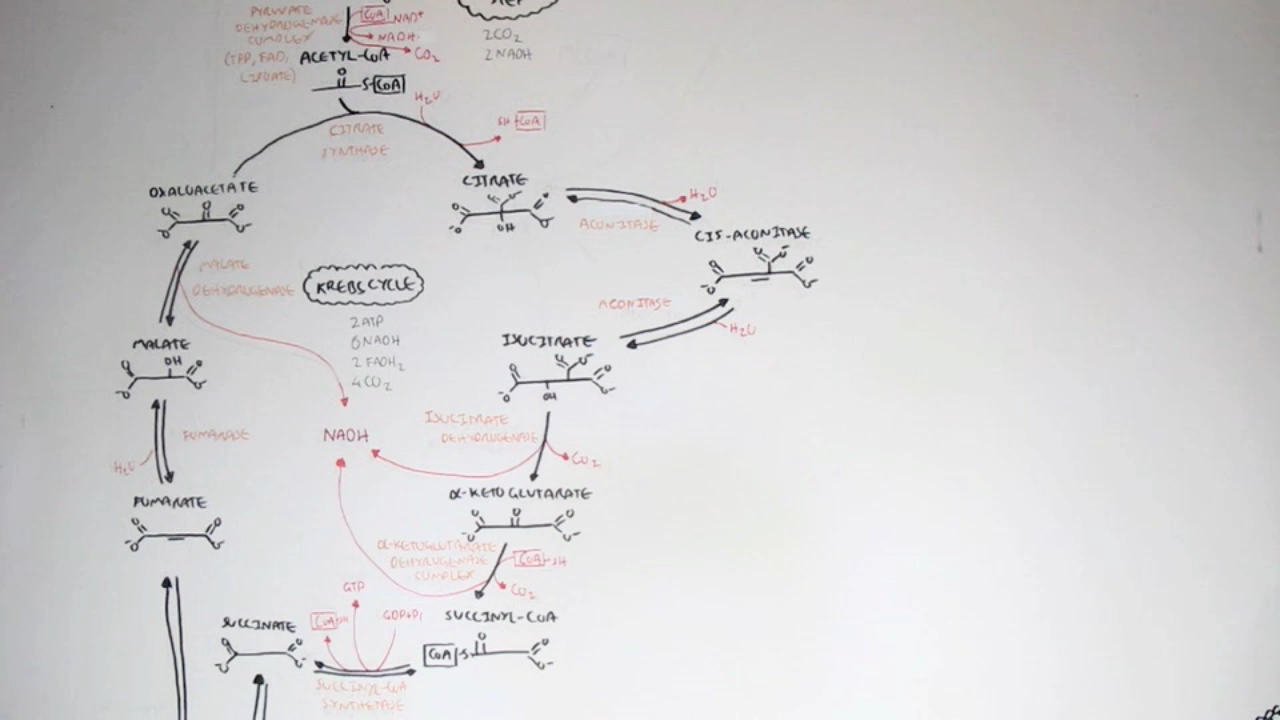 PYRUVATE
DEHYDROGENASE
COMPLEX
(TPP, FAD,
LIPOATE)
CoA
NAD+
NADH
CO2
STEP
2CO2
2NADH
ACETYL-CoA
O
S-CoA
H2O
SH-CoA
CITRATE
SYNTHASE
OXALOACETATE
CITRATE
OH
H2O
ACONITASE
CIS-ACONITASE
MALATE
DEHYDROGENASE
KREBS CYCLE
2ATP
6NADH
2FADH2
4CO2
ACONITASE
H2O
ISOCITRATE
OH
MALATE
OH
ISOCITRATE
DEHYDROGENASE
CO2
NADH
FUMARASE
H2O
α-KETOGLUTARATE
FUMARATE
α-KETOGLUTARATE
DEHYDROGENASE
COMPLEX
CoA-SH
CO2
GTP
GDP+Pi
CoA-SH
SUCCINYL-CoA
SUCCINATE
CoA-S
SUCCINYL-CoA
SYNTHETASE